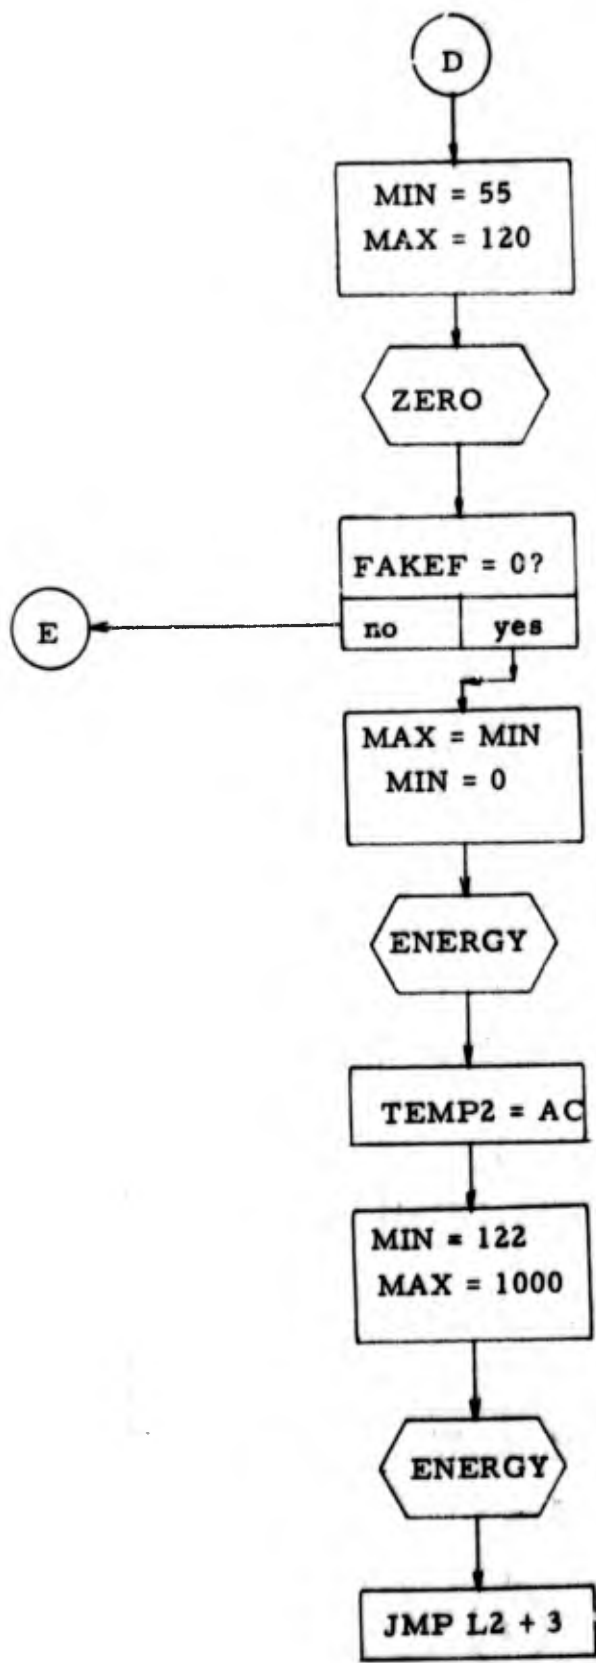 D
MIN = 55
MAX = 120
ZERO
FAKEF = 0?
no yes
E
MAX = MIN
MIN = 0
ENERGY
TEMP2 = AC
MIN = 122
MAX = 1000
ENERGY
JMP L2 + 3